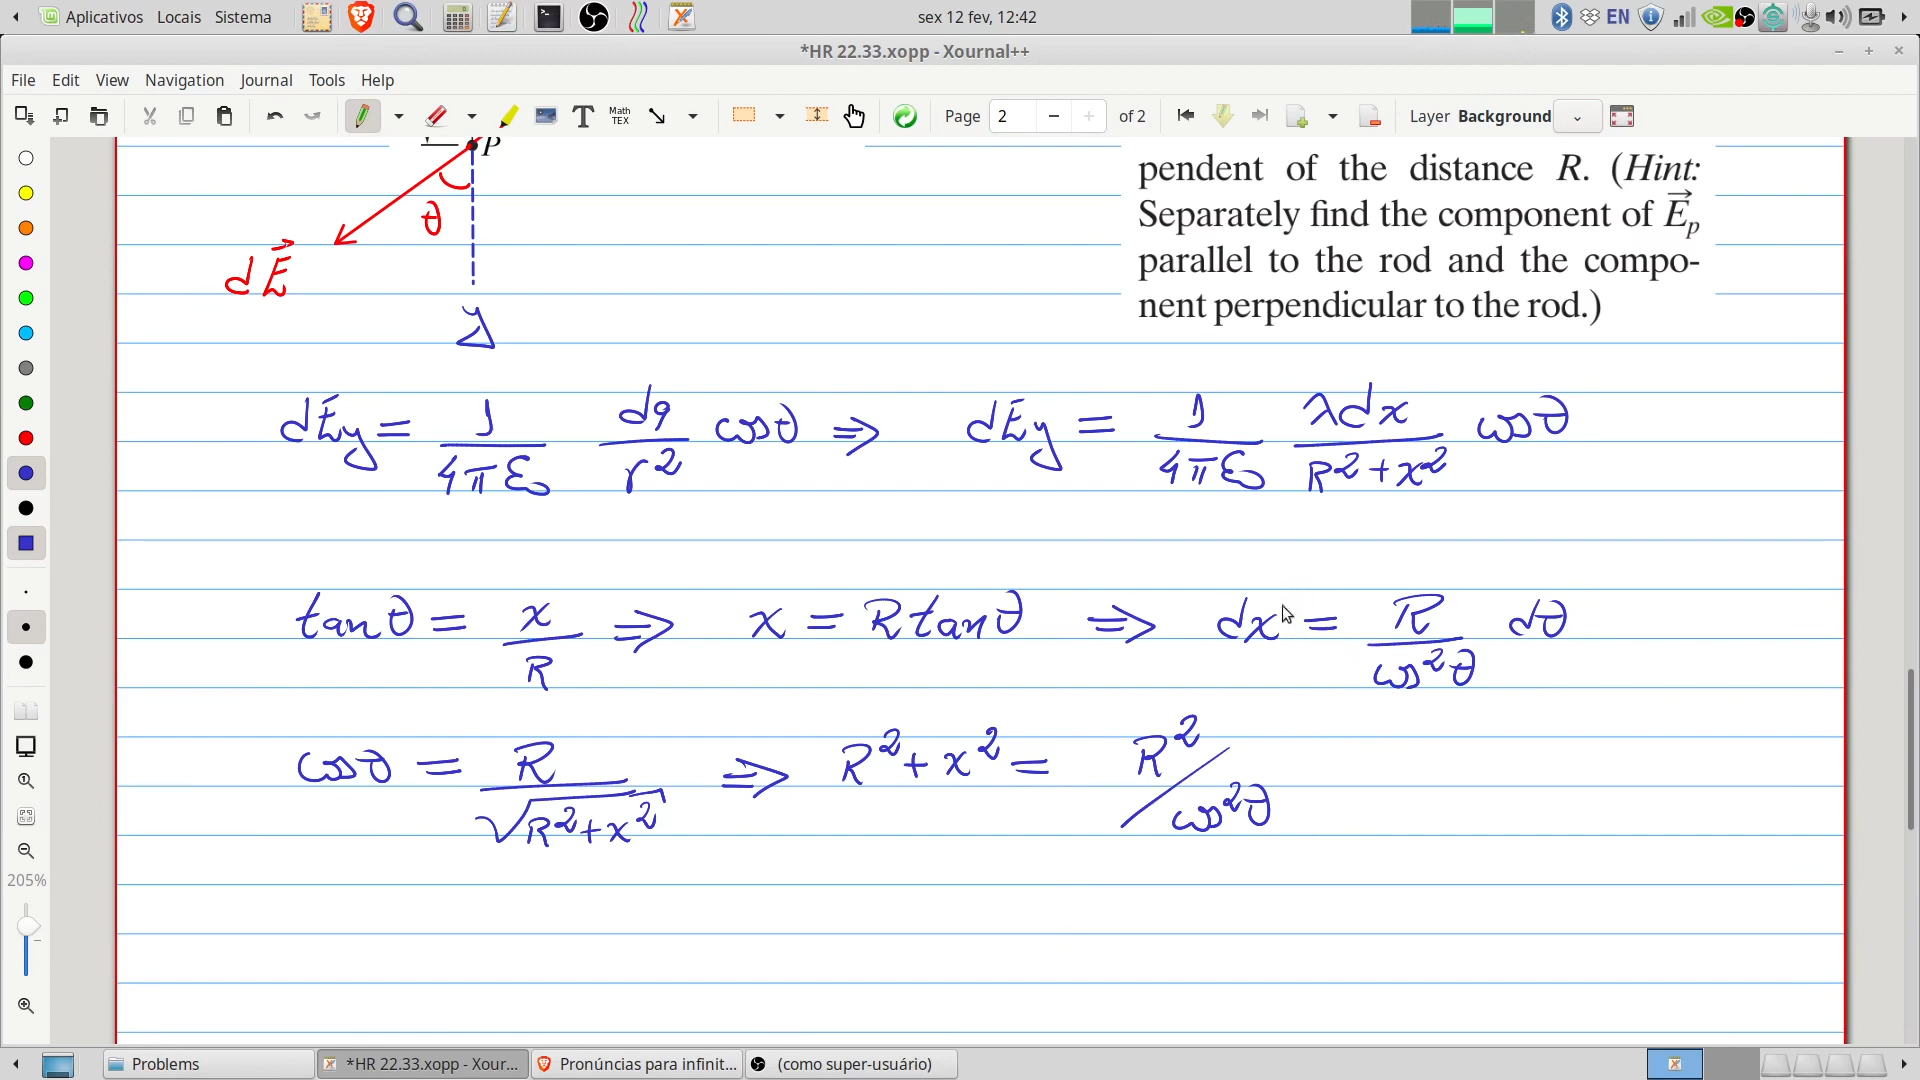 Aplicativos Locais Sistema
sex 12 fev, 12:42
EN
*HR 22.33.xopp - Xournal++
File Edit View Navigation Journal Tools Help
Math TEX
Page 2 of 2
Layer Background
P
θ
dE⃗
y
pendent of the distance R. (Hint:
Separately find the component of E⃗p
parallel to the rod and the compo-
nent perpendicular to the rod.)
dEy = 1/4πε₀ dq/r² cosθ ⇒ dEy = 1/4πε₀ λdx/R²+x² cosθ
tanθ = x/R ⇒ x = Rtanθ ⇒ dx = R/cos²θ dθ
cosθ = R/√R²+x² ⇒ R²+x² = R²/cos²θ
205%
Problems
*HR 22.33.xopp - Xour...
Pronúncias para infinit...
(como super-usuário)